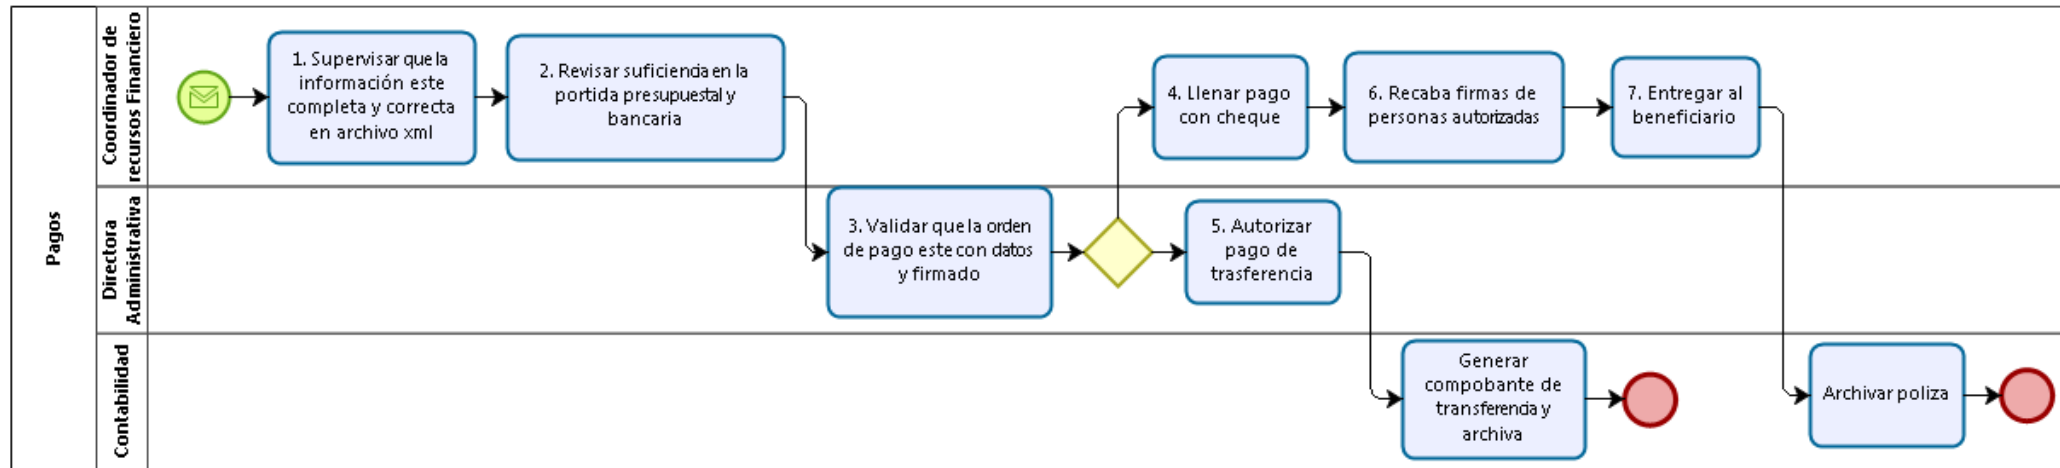 Pagos
Coordinador de
recursos Financiero
1. Supervisar que la
información este
completa y correcta
en archivo xml
2. Revisar suficiencia en la
portida presupuestal y
bancaria
4. Llenar pago
con cheque
6. Recaba firmas de
personas autorizadas
7. Entregar al
beneficiario
Directora
Administrativa
3. Validar que la orden
de pago este con datos
y firmado
5. Autorizar
pago de
trasferencia
Contabilidad
Generar
compobante de
transferencia y
archiva
Archivar poliza